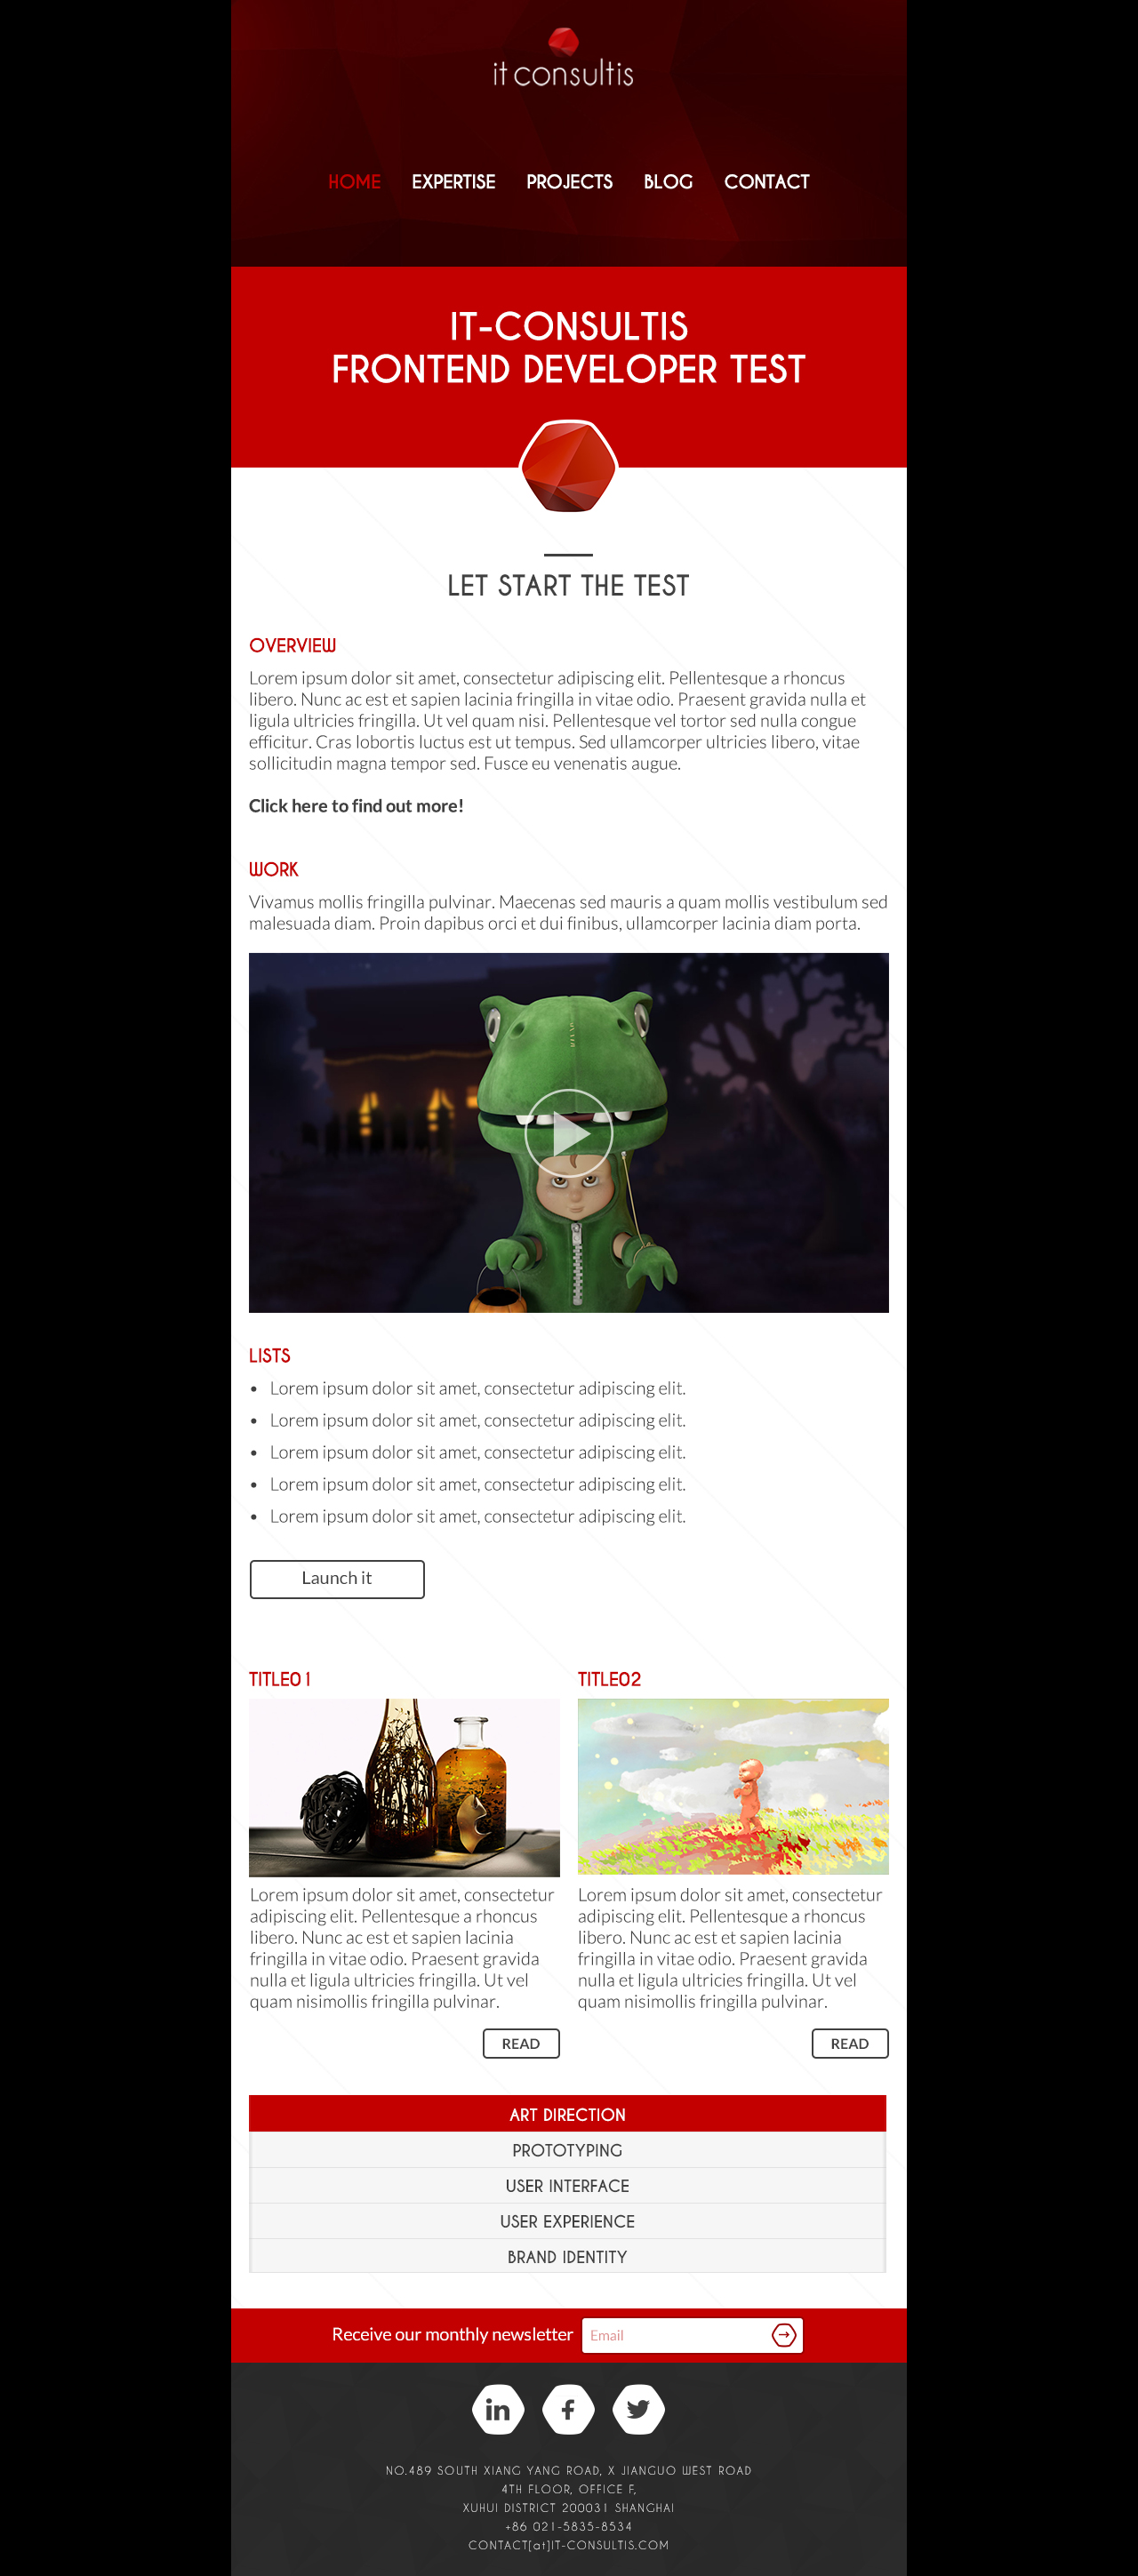 it consultis
HOME EXPERTISE PROJECTS BLOG CONTACT
IT-CONSULTIS
FRONTEND DEVELOPER TEST
LET START THE TEST
OVERVIEW
Lorem ipsum dolor sit amet, consectetur adipiscing elit. Pellentesque a rhoncus
libero. Nunc ac est et sapien lacinia fringilla in vitae odio. Praesent gravida nulla et
ligula ultricies fringilla. Ut vel quam nisi. Pellentesque vel tortor sed nulla congue
efficitur. Cras lobortis luctus est ut tempus. Sed ullamcorper ultricies libero, vitae
sollicitudin magna tempor sed. Fusce eu venenatis augue.
Click here to find out more!
WORK
Vivamus mollis fringilla pulvinar. Maecenas sed mauris a quam mollis vestibulum sed
malesuada diam. Proin dapibus orci et dui finibus, ullamcorper lacinia diam porta.
LISTS
• Lorem ipsum dolor sit amet, consectetur adipiscing elit.
• Lorem ipsum dolor sit amet, consectetur adipiscing elit.
• Lorem ipsum dolor sit amet, consectetur adipiscing elit.
• Lorem ipsum dolor sit amet, consectetur adipiscing elit.
• Lorem ipsum dolor sit amet, consectetur adipiscing elit.
Launch it
TITLE01
Lorem ipsum dolor sit amet, consectetur
adipiscing elit. Pellentesque a rhoncus
libero. Nunc ac est et sapien lacinia
fringilla in vitae odio. Praesent gravida
nulla et ligula ultricies fringilla. Ut vel
quam nisimollis fringilla pulvinar.
READ
TITLE02
Lorem ipsum dolor sit amet, consectetur
adipiscing elit. Pellentesque a rhoncus
libero. Nunc ac est et sapien lacinia
fringilla in vitae odio. Praesent gravida
nulla et ligula ultricies fringilla. Ut vel
quam nisimollis fringilla pulvinar.
READ
ART DIRECTION
PROTOTYPING
USER INTERFACE
USER EXPERIENCE
BRAND IDENTITY
Receive our monthly newsletter Email
in f
NO.489 SOUTH XIANG YANG ROAD, X JIANGUO WEST ROAD
4TH FLOOR, OFFICE F,
XUHUI DISTRICT 200031 SHANGHAI
+86 021-5835-8534
CONTACT[at]IT-CONSULTIS.COM